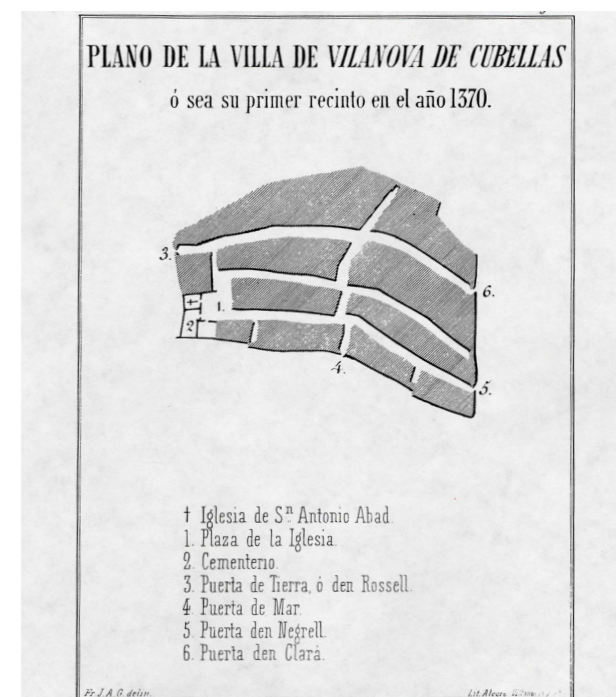 PLANO DE LA VILLA DE VILANOVA DE CUBELLAS
ó sea su primer recinto en el año 1370.
3.
†
1.
2
6.
4.
5.
† Iglesia de Sn. Antonio Abad.
1. Plaza de la Iglesia.
2. Cementerio.
3. Puerta de Tierra, ó den Rossell.
4. Puerta de Mar.
5. Puerta den Negrell.
6. Puerta den Clará.
Fr. J. A. G. delin.
Lit. Alegre